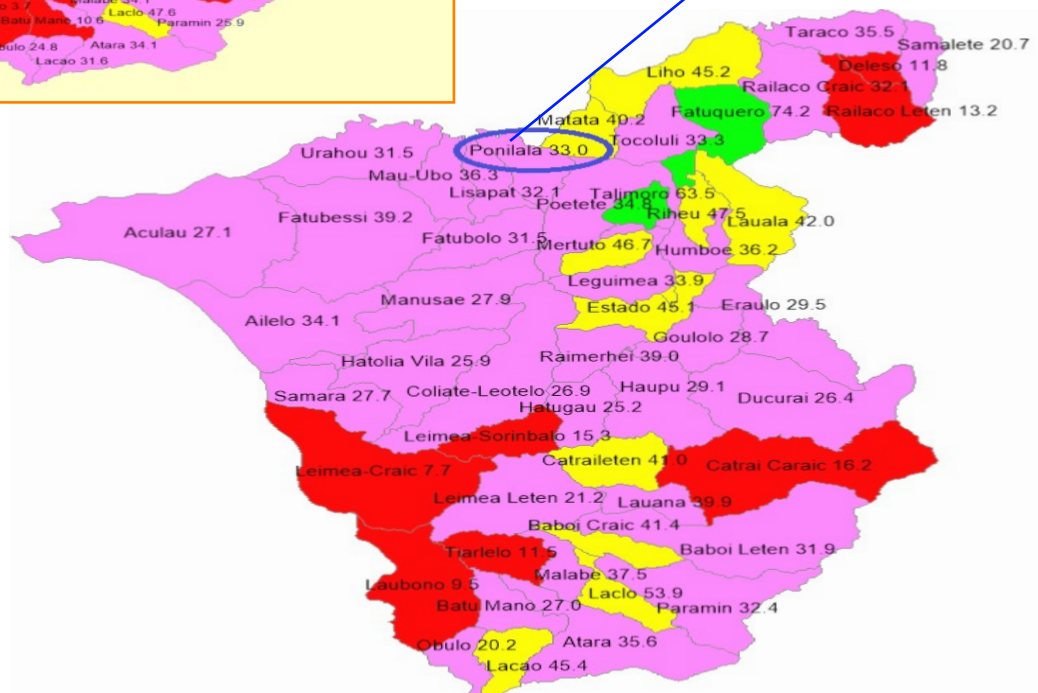 Laclo 47.6
Batu Mano 10.6
Paramin 25.9
Atara 34.1
Lacao 31.6
Taraco 35.5
Samalete 20.7
Deleso 11.8
Liho 45.2
Railaco Craic 32.1
Fatuquero 74.2
Railaco Leten 13.2
Matata 40.2
Tocoluli 33.3
Urahou 31.5
Ponilala 33.0
Mau-Ubo 36.3
Lisapat 32.1
Talimoro 63.5
Poetete 34.8
Riheu 47.5
Lauala 42.0
Fatubessi 39.2
Aculau 27.1
Fatubolo 31.5
Mertuto 46.7
Humboe 36.2
Leguimea 33.9
Manusae 27.9
Estado 45.1
Eraulo 29.5
Ailelo 34.1
Goulolo 28.7
Hatolia Vila 25.9
Raimerhei 39.0
Samara 27.7
Coliate-Leotelo 26.9
Haupu 29.1
Ducurai 26.4
Hatugau 25.2
Leimea-Sorinbalo 15.3
Leimea-Craic 7.7
Catraileten 41.0
Catrai Caraic 16.2
Leimea Leten 21.2
Lauana 39.9
Baboi Craic 41.4
Tiarlelo 11.5
Baboi Leten 31.9
Malabe 37.5
Laubono 9.5
Laclo 53.9
Batu Mano 27.0
Paramin 32.4
Obulo 20.2
Atara 35.6
Lacao 45.4